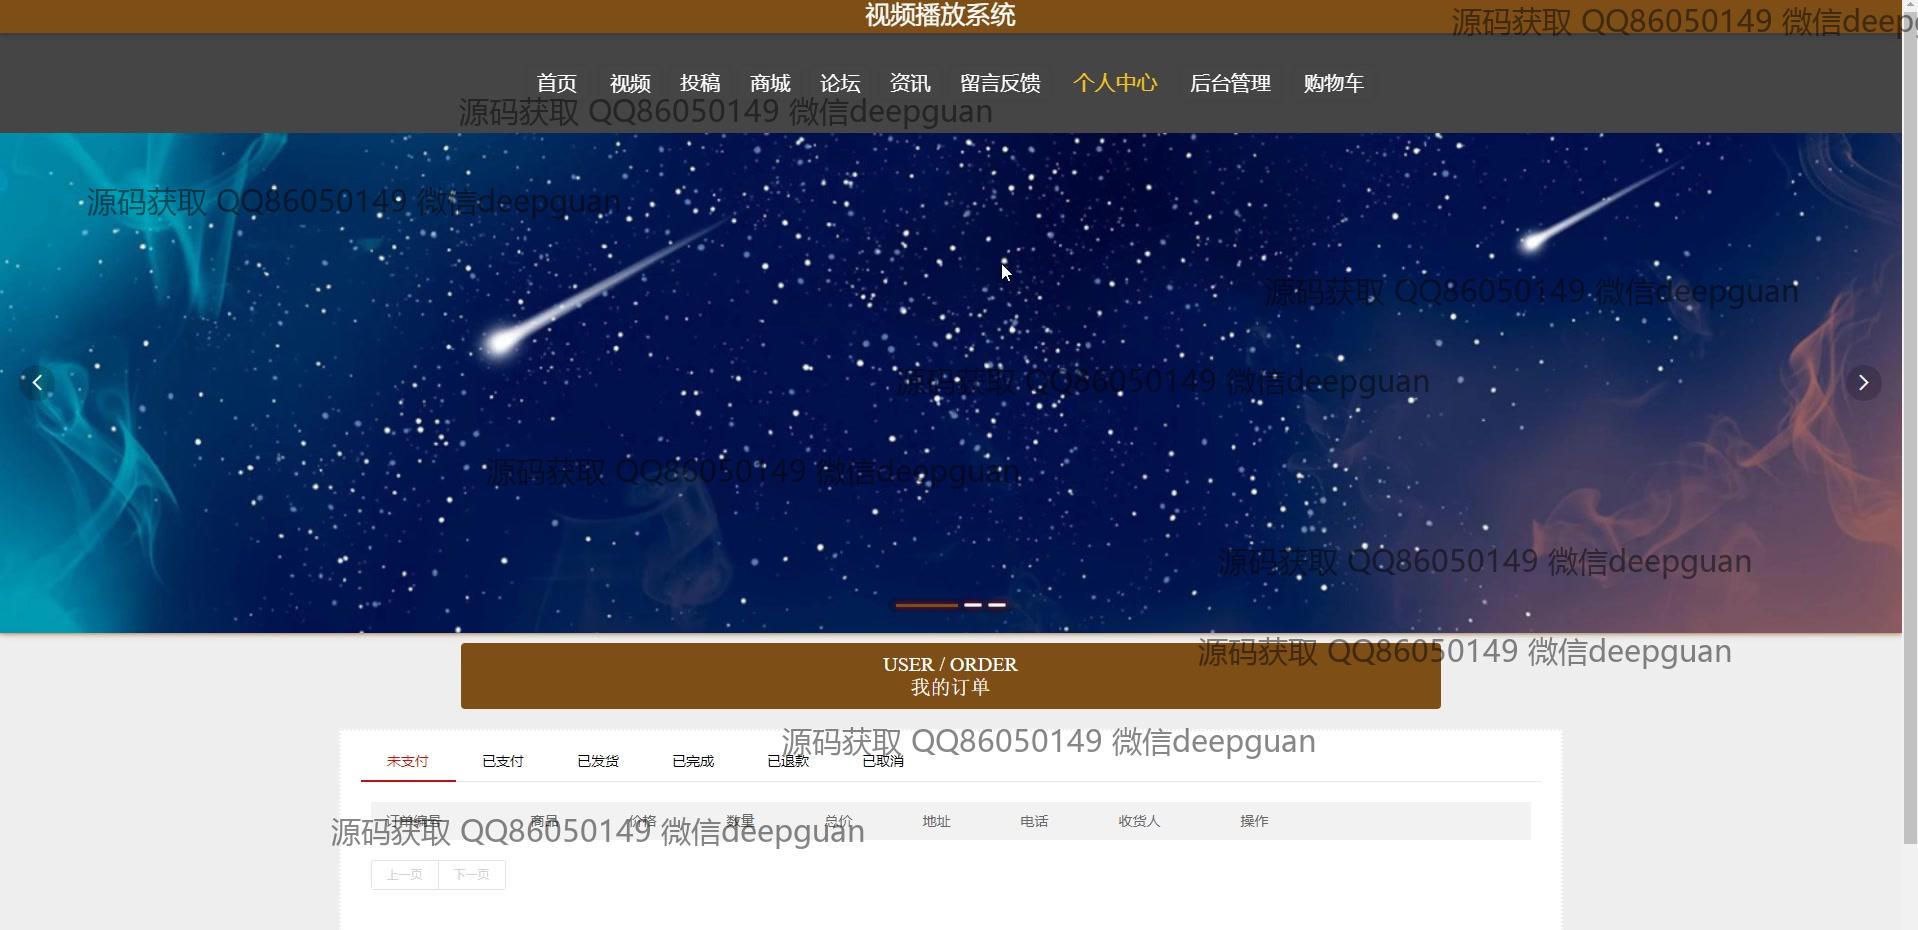 视频播放系统
源码获取 QQ86050149 微信deepg
首页 视频 投稿 商城 论坛 资讯 留言反馈 个人中心 后台管理 购物车
源码获取 QQ86050149 微信deepguan
源码获取 QQ86050149 微信deepguan
源码获取 QQ86050149 微信deepguan
源码获取 QQ86050149 微信deepguan
源码获取 QQ86050149 微信deepguan
源码获取 QQ86050149 微信deepguan
源码获取 QQ86050149 微信deepguan
USER / ORDER
我的订单
源码获取 QQ86050149 微信deepguan
未支付 已支付 已发货 已完成 已退款 已取消
订单编号 商品 价格 数量 总价 地址 电话 收货人 操作
源码获取 QQ86050149 微信deepguan
上一页 下一页